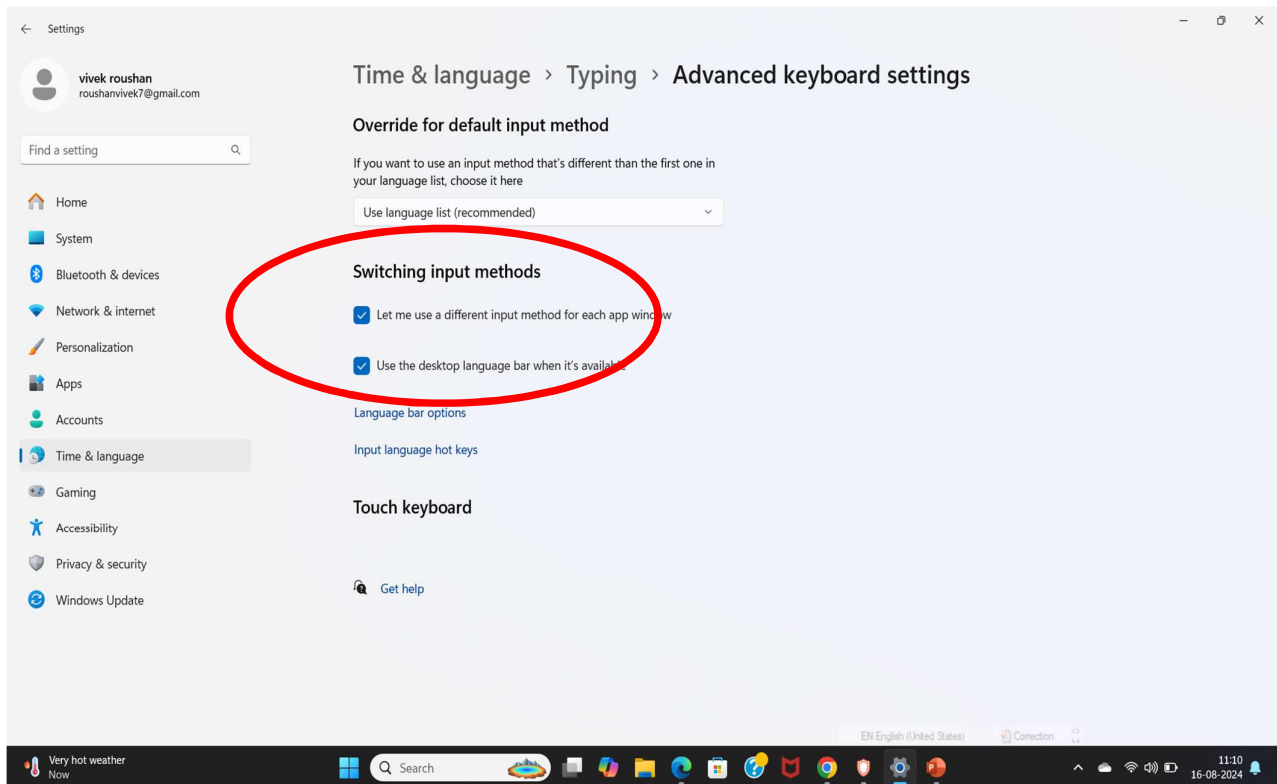 Settings
vivek roushan
roushanvivek7@gmail.com
Find a setting
Home
System
Bluetooth & devices
Network & internet
Personalization
Apps
Accounts
Time & language
Gaming
Accessibility
Privacy & security
Windows Update
Time & language > Typing > Advanced keyboard settings
Override for default input method
If you want to use an input method that's different than the first one in
your language list, choose it here
Use language list (recommended)
Switching input methods
Let me use a different input method for each app window
Use the desktop language bar when it's available
Language bar options
Input language hot keys
Touch keyboard
Get help
EN English (United States) Correction
Very hot weather
Now
Search
11:10
16-08-2024